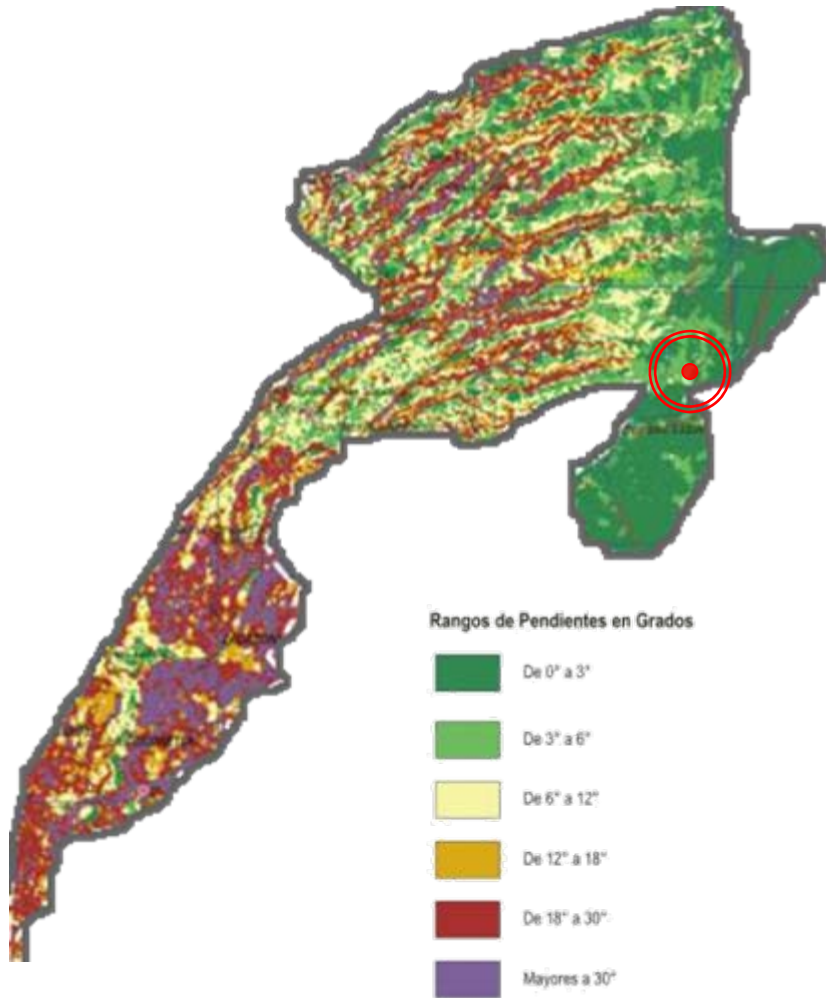 Rangos de Pendientes en Grados
De 0° a 3°
De 3° a 6°
De 6° a 12°
De 12° a 18°
De 18° a 30°
Mayores a 30°